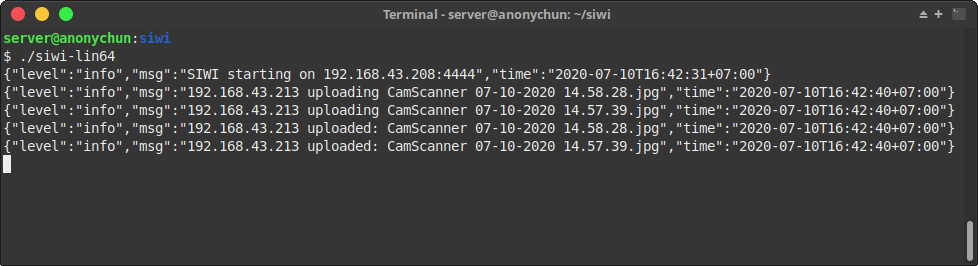 Terminal - server@anonychun: ~/siwi
server@anonychun:siwi
$ ./siwi-lin64
{"level":"info","msg":"SIWI starting on 192.168.43.208:4444","time":"2020-07-10T16:42:31+07:00"}
{"level":"info","msg":"192.168.43.213 uploading CamScanner 07-10-2020 14.58.28.jpg","time":"2020-07-10T16:42:40+07:00"}
{"level":"info","msg":"192.168.43.213 uploading CamScanner 07-10-2020 14.57.39.jpg","time":"2020-07-10T16:42:40+07:00"}
{"level":"info","msg":"192.168.43.213 uploaded: CamScanner 07-10-2020 14.58.28.jpg","time":"2020-07-10T16:42:40+07:00"}
{"level":"info","msg":"192.168.43.213 uploaded: CamScanner 07-10-2020 14.57.39.jpg","time":"2020-07-10T16:42:40+07:00"}